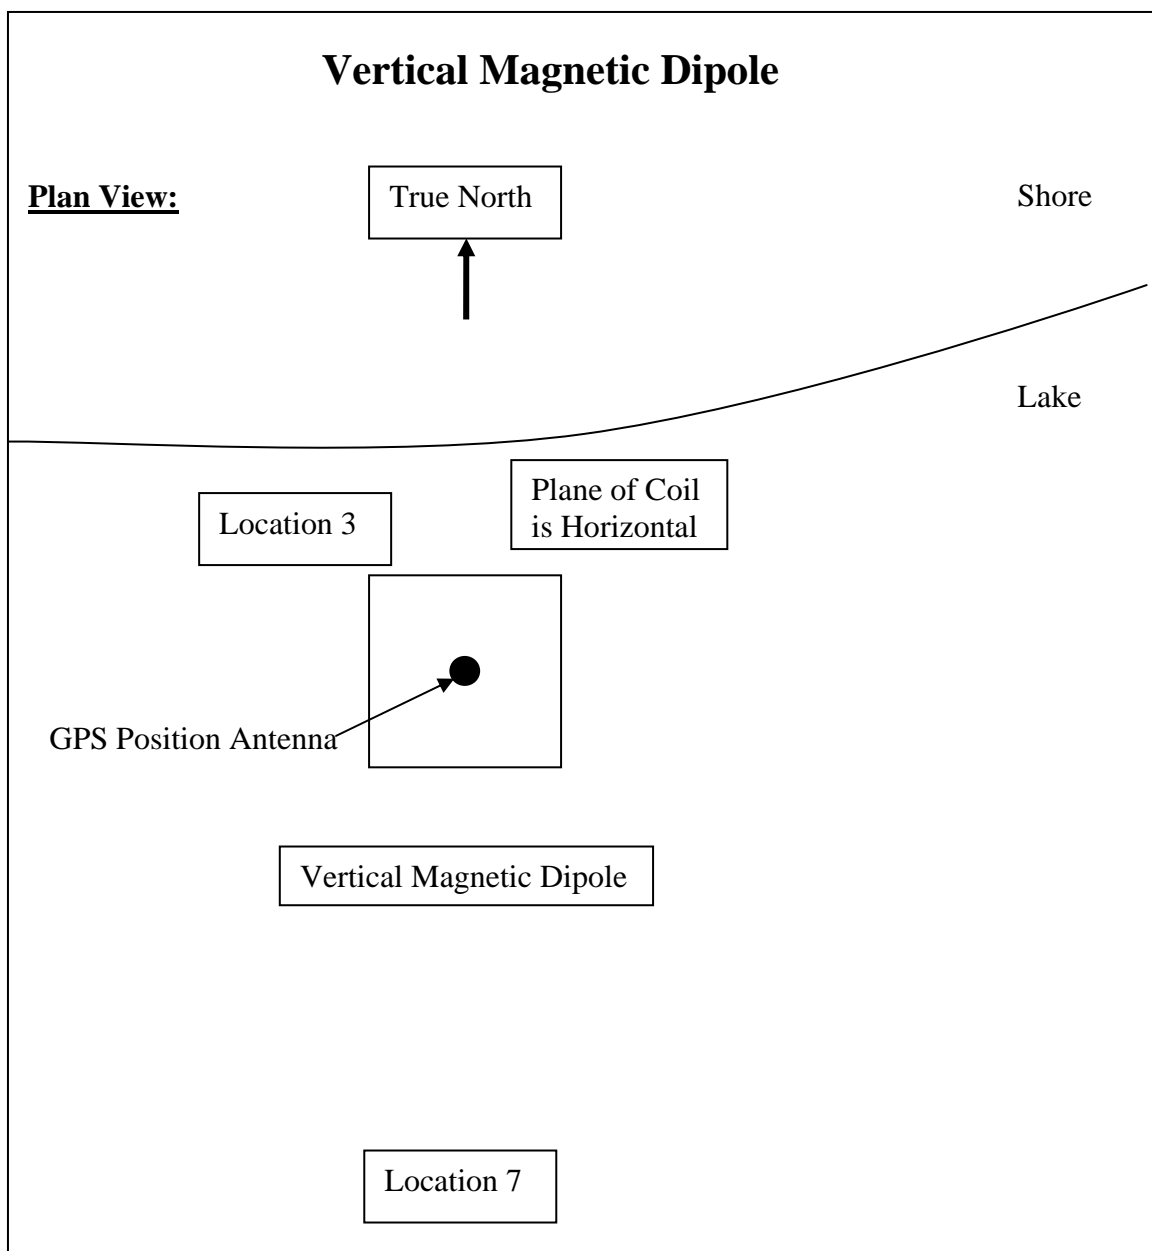 Vertical Magnetic Dipole
Plan View:
True North
Shore
Lake
Plane of Coil
is Horizontal
Location 3
GPS Position Antenna
Vertical Magnetic Dipole
Location 7